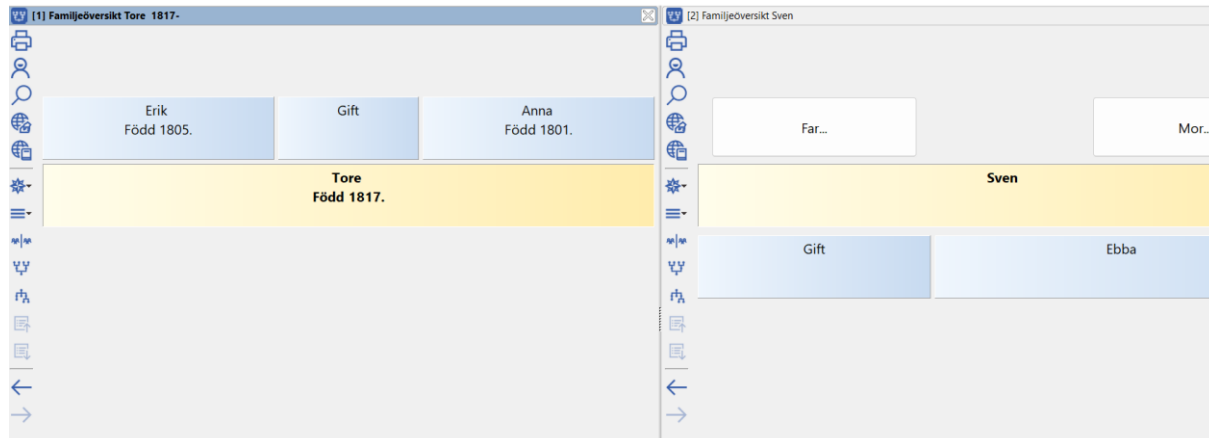 [1] Familjeöversikt Tore 1817-
Erik
Född 1805.
Gift
Anna
Född 1801.
Tore
Född 1817.
[2] Familjeöversikt Sven
Far...
Mor..
Sven
Gift
Ebba